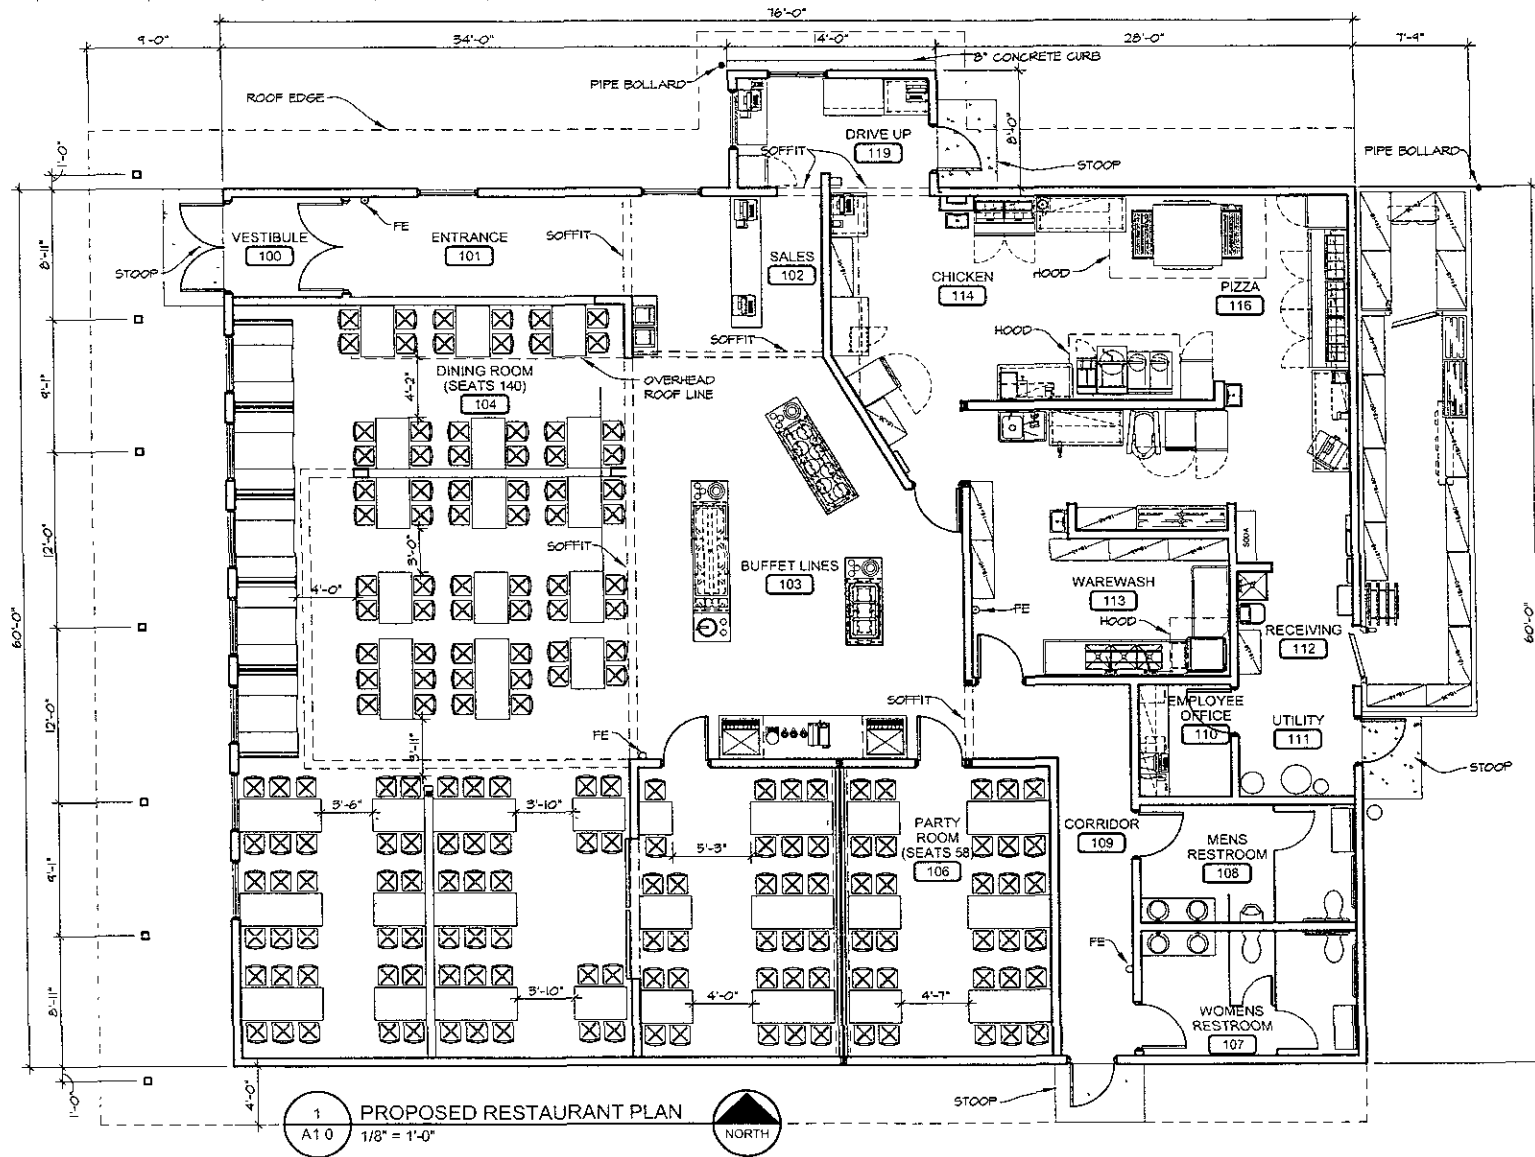 76'-0"
9'-0"
34'-0"
14'-0"
28'-0"
7'-9"
8" CONCRETE CURB
PIPE BOLLARD
ROOF EDGE
DRIVE UP
119
SOFFIT
8'-0"
STOOP
PIPE BOLLARD
1'-0"
FE
VESTIBULE
100
ENTRANCE
101
SOFFIT
STOOP
SALES
102
CHICKEN
114
HOOD
PIZZA
116
8'-11"
HOOD
SOFFIT
DINING ROOM
(SEATS 140)
104
OVERHEAD
ROOF LINE
4'-2"
9'-1"
SOFFIT
3'-0"
12'-0"
4'-0"
BUFFET LINES
103
SODA
WAREWASH
113
HOOD
FE
RECEIVING
112
60'-0"
60'-0"
SOFFIT
EMPLOYEE
OFFICE
110
UTILITY
111
12'-0"
FE
3'-11"
STOOP
3'-6"
3'-10"
5'-3"
PARTY
ROOM
(SEATS 58)
106
CORRIDOR
109
MENS
RESTROOM
108
9'-1"
FE
8'-11"
3'-10"
4'-0"
4'-7"
WOMENS
RESTROOM
107
1'-0"
4'-0"
STOOP
1
A1 0
PROPOSED RESTAURANT PLAN
1/8" = 1'-0"
NORTH